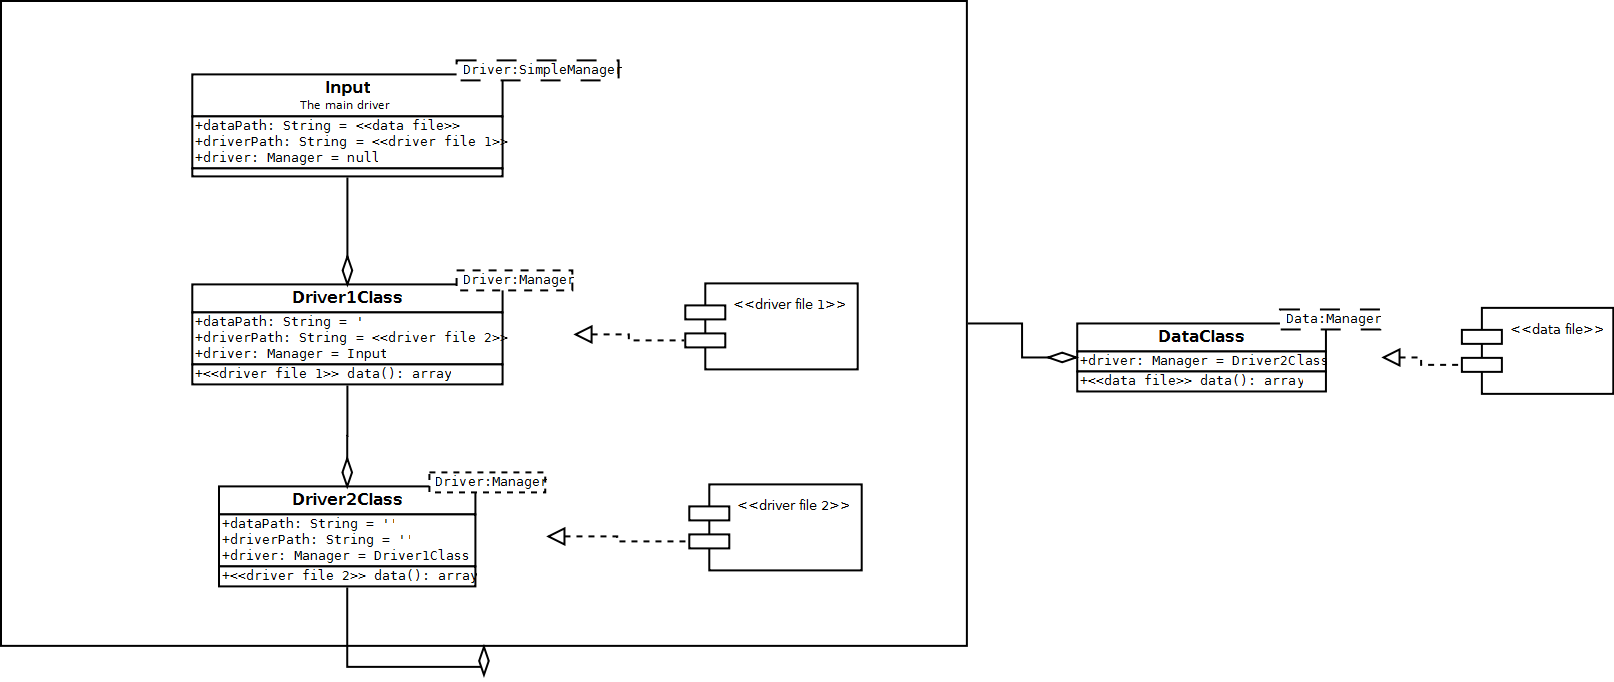 Driver:SimpleManager
Input
The main driver
+dataPath: String = <<data file>>
+driverPath: String = <<driver file 1>>
+driver: Manager = null
Driver:Manager
Driver1Class
+dataPath: String = '
+driverPath: String = <<driver file 2>>
+driver: Manager = Input
+<<driver file 1>> data(): array
<<driver file 1>>
Driver:Manager
Driver2Class
+dataPath: String = ''
+driverPath: String = ''
+driver: Manager = Driver1Class
+<<driver file 2>> data(): array
<<driver file 2>>
Data:Manager
DataClass
+driver: Manager = Driver2Class
+<<data file>> data(): array
<<data file>>